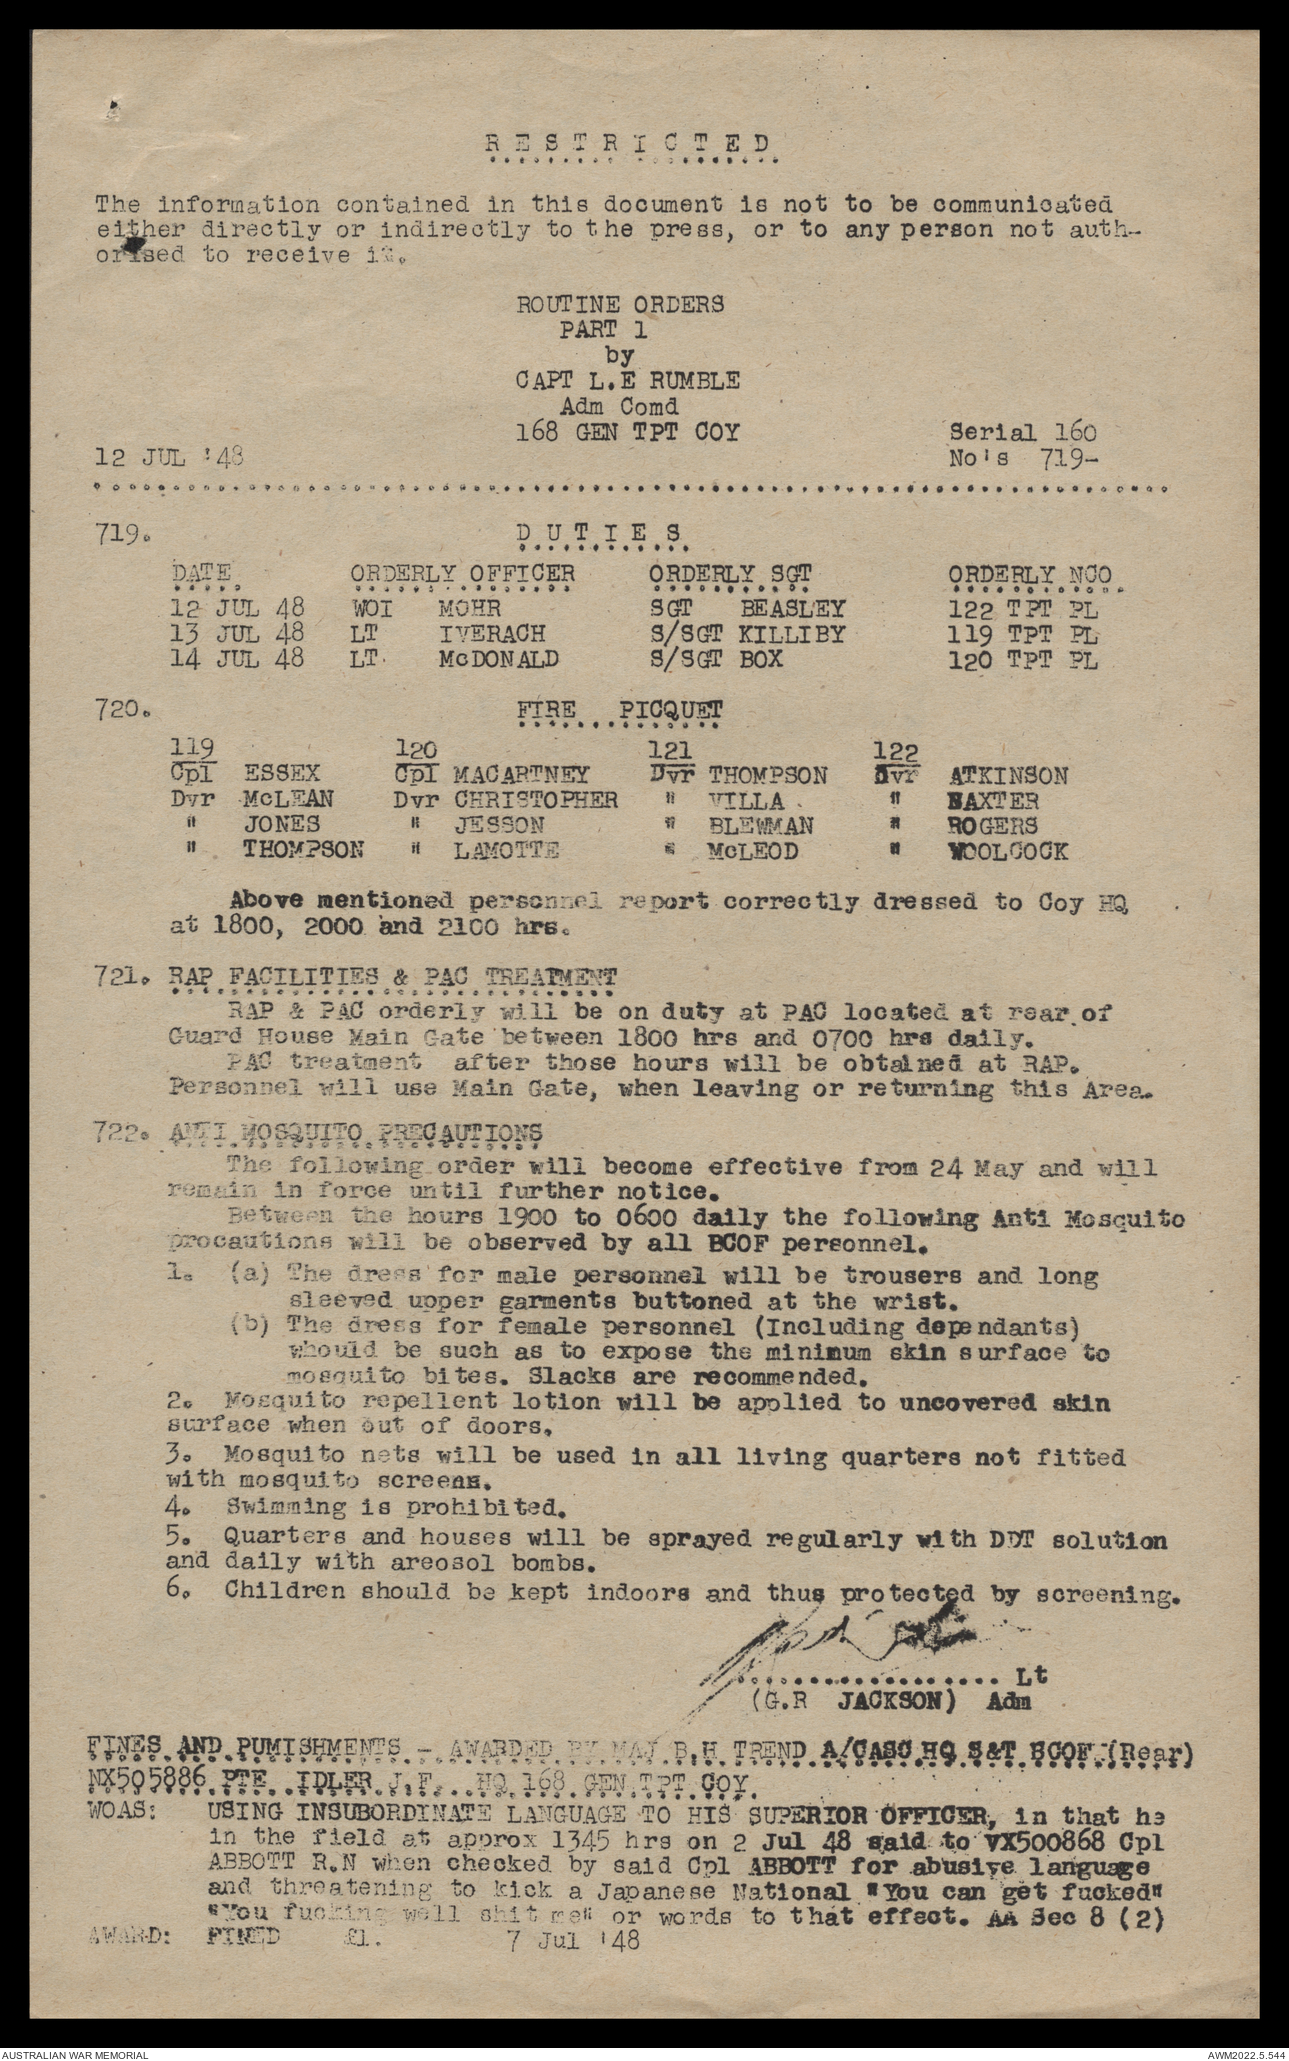 RESTRICTED
The information contained in this document is not to be communicated
either directly or indirectly to the press, or to any person not auth-
orised to receive it.
ROUTINE ORDERS
PART 1
by
CAPT L.E RUMBLE
Adm Comd
168 GEN TPT COY Serial 160
12 JUL '48 No's 719-
719. DUTIES
DATE ORDERLY OFFICER ORDERLY SGT ORDERLY NCO
12 JUL 48 WOI MOHR SGT BEASLEY 122 TPT PL
13 JUL 48 LT IVERACH S/SGT KILLIBY 119 TPT PL
14 JUL 48 LT. McDONALD S/SGT BOX 120 TPT PL
720. FIRE PICQUET
119 120 121 122
Cpl ESSEX Cpl MACARTNEY Dvr THOMPSON Dvr ATKINSON
Dvr McLEAN Dvr CHRISTOPHER " VILLA " BAXTER
" JONES " JESSON " BLEWMAN " ROGERS
" THOMPSON " LAMOTTE " McLEOD " WOOLCOCK
Above mentioned personnel report correctly dressed to Coy HQ
at 1800, 2000 and 2100 hrs.
721. RAP FACILITIES & PAC TREATMENT
RAP & PAC orderly will be on duty at PAC located at rear of
Guard House Main Gate between 1800 hrs and 0700 hrs daily.
PAC treatment after those hours will be obtained at RAP.
Personnel will use Main Gate, when leaving or returning this Area.
722. ANTI MOSQUITO PRECAUTIONS
The following order will become effective from 24 May and will
remain in force until further notice.
Between the hours 1900 to 0600 daily the following Anti Mosquito
procautions will be observed by all BCOF personnel.
1. (a) The dress for male personnel will be trousers and long
sleeved upper garments buttoned at the wrist.
(b) The dress for female personnel (Including dependants)
whould be such as to expose the minimum skin surface to
mosquito bites. Slacks are recommended.
2. Mosquito repellent lotion will be applied to uncovered skin
surface when out of doors.
3. Mosquito nets will be used in all living quarters not fitted
with mosquito screens.
4. Swimming is prohibited.
5. Quarters and houses will be sprayed regularly with DDT solution
and daily with areosol bombs.
6. Children should be kept indoors and thus protected by screening.
.................. Lt
(G.R JACKSON) Adm
FINES AND PUMISHMENTS - AWARDED BY MAJ B.H TREND A/CASC HQ S&T BCOF (Rear)
NX505886 PTE IDLER J.F. HQ 168 GEN TPT COY.
WOAS: USING INSUBORDINATE LANGUAGE TO HIS SUPERIOR OFFICER, in that he
in the field at approx 1345 hrs on 2 Jul 48 said to VX500868 Cpl
ABBOTT R.N when checked by said Cpl ABBOTT for abusive language
and threatening to kick a Japanese National "You can get fucked"
"You fucking well shit me" or words to that effect. AA Sec 8 (2)
AWARD: FINED £1. 7 Jul '48
AUSTRALIAN WAR MEMORIAL AWM2022.5.544